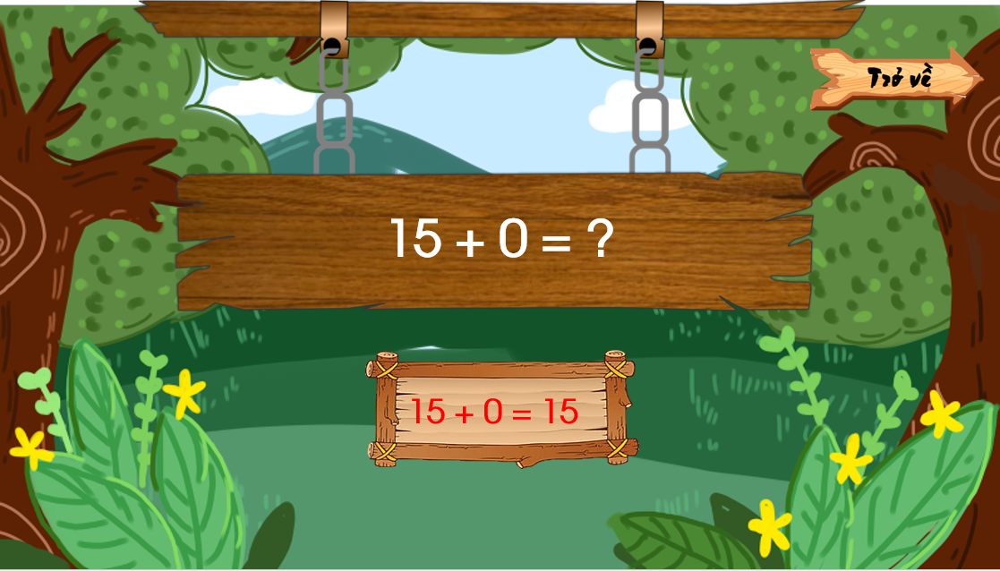 Trở về
15 + 0 = ?
15 + 0 = 15